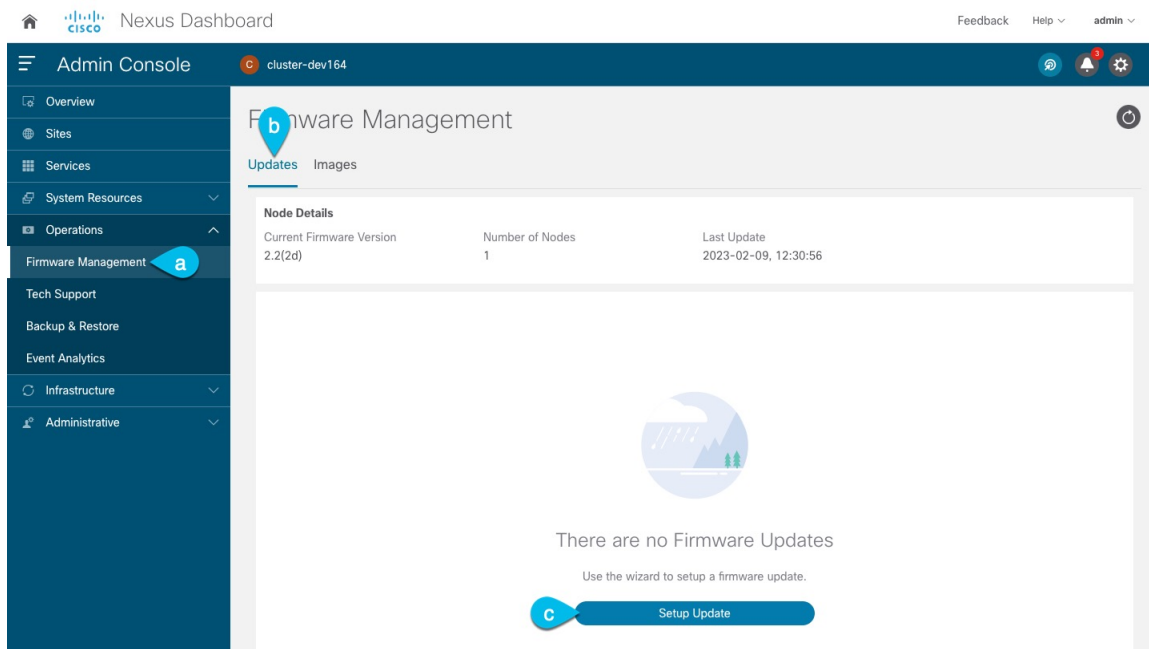 CISCO Nexus Dashboard Feedback Help admin
Admin Console C cluster-dev164 3
Overview
Sites
Services
System Resources
Operations
Firmware Management a
Tech Support
Backup & Restore
Event Analytics
Infrastructure
Administrative
Firmware Management
b
Updates Images
Node Details
Current Firmware Version Number of Nodes Last Update
2.2(2d) 1 2023-02-09, 12:30:56
There are no Firmware Updates
Use the wizard to setup a firmware update.
c Setup Update